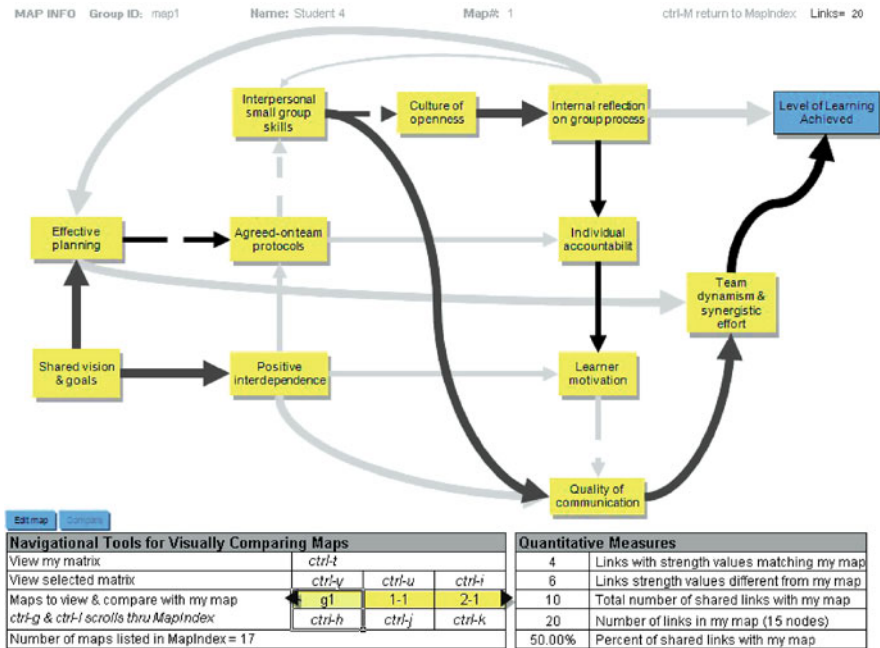 MAP INFO Group ID: map1 Name: Student 4 Map#: 1 ctrl-M return to MapIndex Links= 20
Interpersonal
small group
skills
Culture of
openness
Internal reflection
on group process
Level of Learning
Achieved
Effective
planning
Agreed-on team
protocols
Individual
accountabilit
Team
dynamism &
synergistic
effort
Shared vision
& goals
Positive
interdependence
Learner
motivation
Quality of
communication
Edit map Compare
Navigational Tools for Visually Comparing Maps
View my matrix ctrl-t
View selected matrix ctrl-y ctrl-u ctrl-i
Maps to view & compare with my map g1 1-1 2-1
ctrl-g & ctrl-l scrolls thru MapIndex ctrl-h ctrl-j ctrl-k
Number of maps listed in MapIndex = 17
Quantitative Measures
4 Links with strength values matching my map
6 Links strength values different from my map
10 Total number of shared links with my map
20 Number of links in my map (15 nodes)
50.00% Percent of shared links with my map